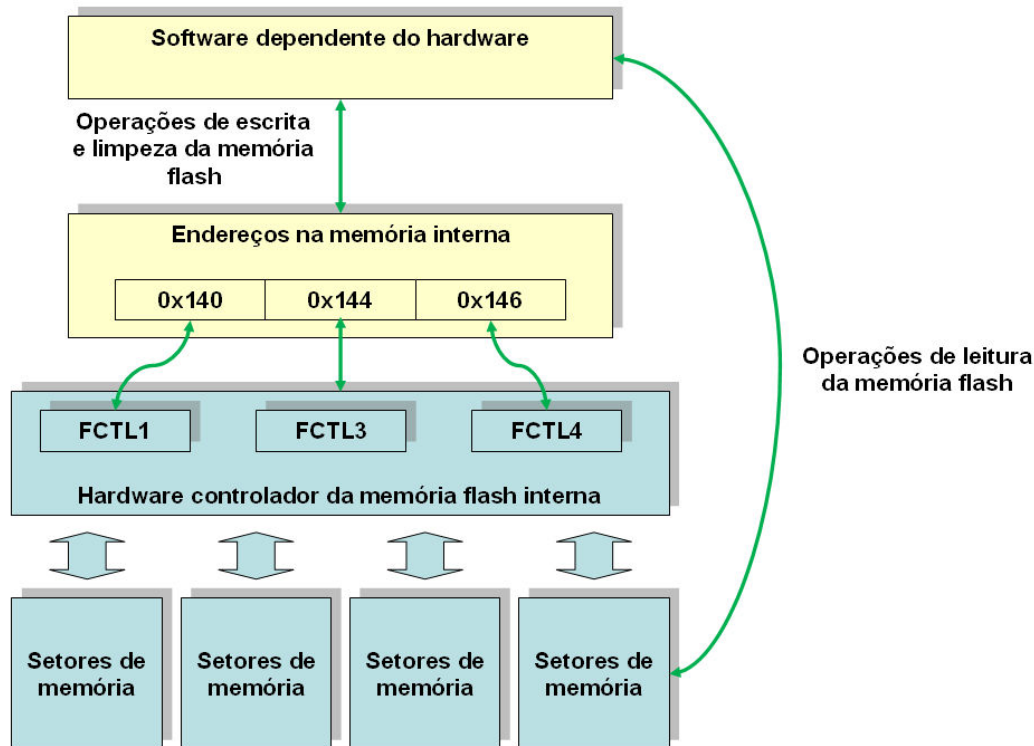 Software dependente do hardware
Operações de escrita
e limpeza da memória
flash
Endereços na memória interna
0x140 0x144 0x146
Operações de leitura
da memória flash
FCTL1 FCTL3 FCTL4
Hardware controlador da memória flash interna
Setores de
memória
Setores de
memória
Setores de
memória
Setores de
memória